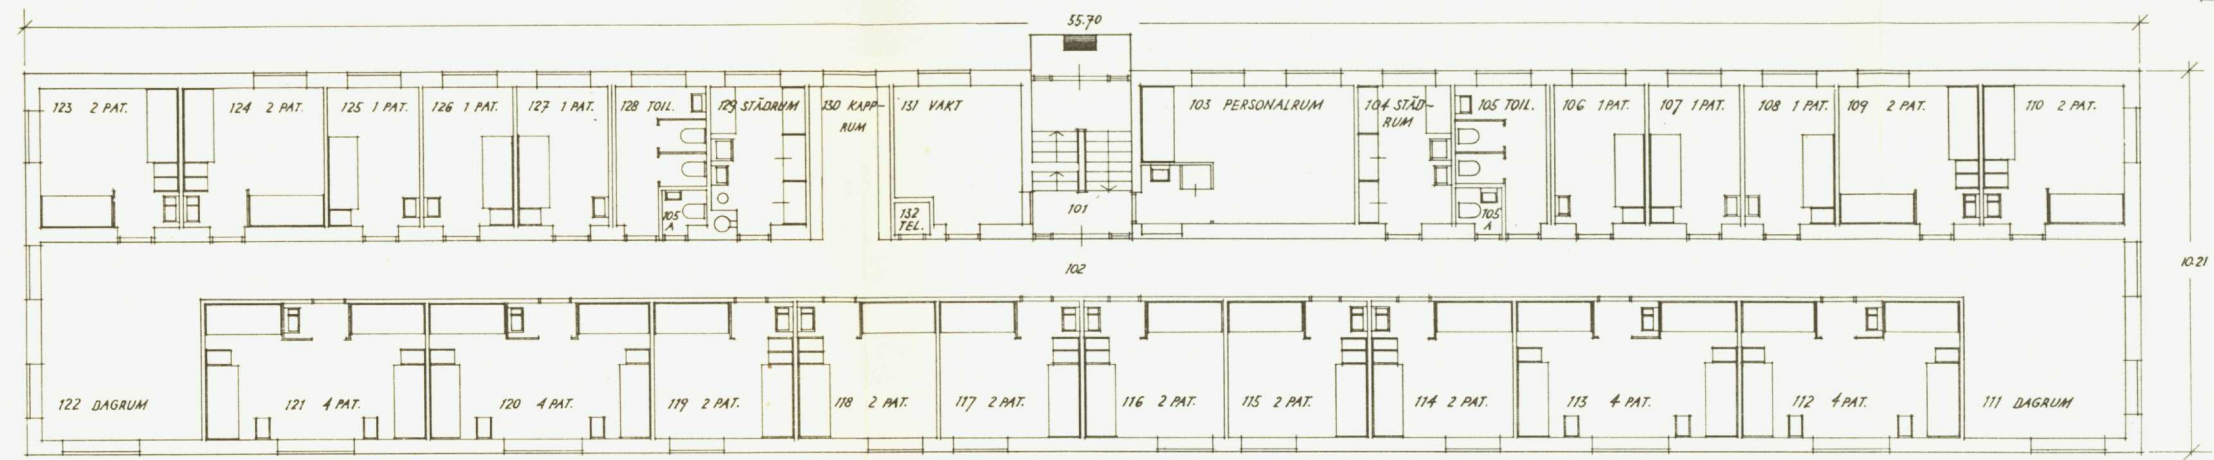 55.70
123 2 PAT.
124 2 PAT.
125 1 PAT.
126 1 PAT.
127 1 PAT.
128 TOIL.
129 STÄDRUM
130 KAPP-
RUM
131 VAKT
103 PERSONALRUM
104 STÄD-
RUM
105 TOIL.
106 1 PAT.
107 1 PAT.
108 1 PAT.
109 2 PAT.
110 2 PAT.
105
A
132
TEL.
101
105
A
102
10.21
122 DAGRUM
121 4 PAT.
120 4 PAT.
119 2 PAT.
118 2 PAT.
117 2 PAT.
116 2 PAT.
115 2 PAT.
114 2 PAT.
113 4 PAT.
112 4 PAT.
111 DAGRUM